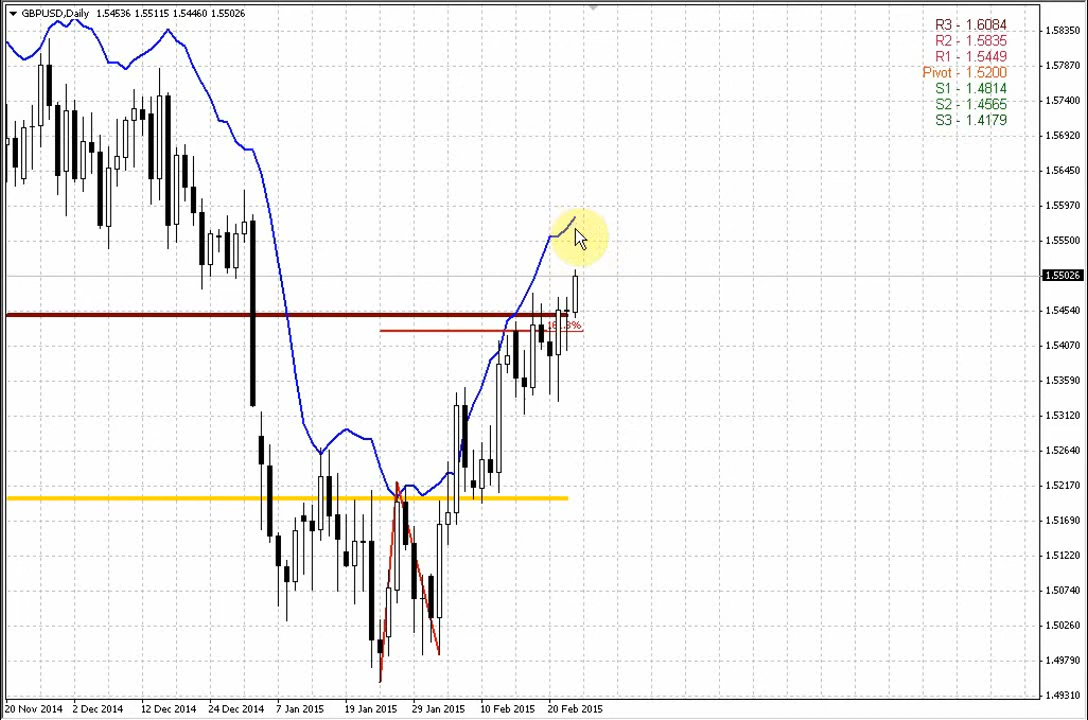 GBPUSD,Daily 1.54536 1.55115 1.54460 1.55026
R3 - 1.6084
R2 - 1.5835
R1 - 1.5449
Pivot - 1.5200
S1 - 1.4814
S2 - 1.4565
S3 - 1.4179
1.58350
1.57870
1.57400
1.56920
1.56450
1.55970
1.55500
1.55026
1.54540
1.54070
1.53590
1.53120
1.52640
1.52170
1.51690
1.51220
1.50740
1.50260
1.49790
1.49310
20 Nov 2014 2 Dec 2014 12 Dec 2014 24 Dec 2014 7 Jan 2015 19 Jan 2015 29 Jan 2015 10 Feb 2015 20 Feb 2015